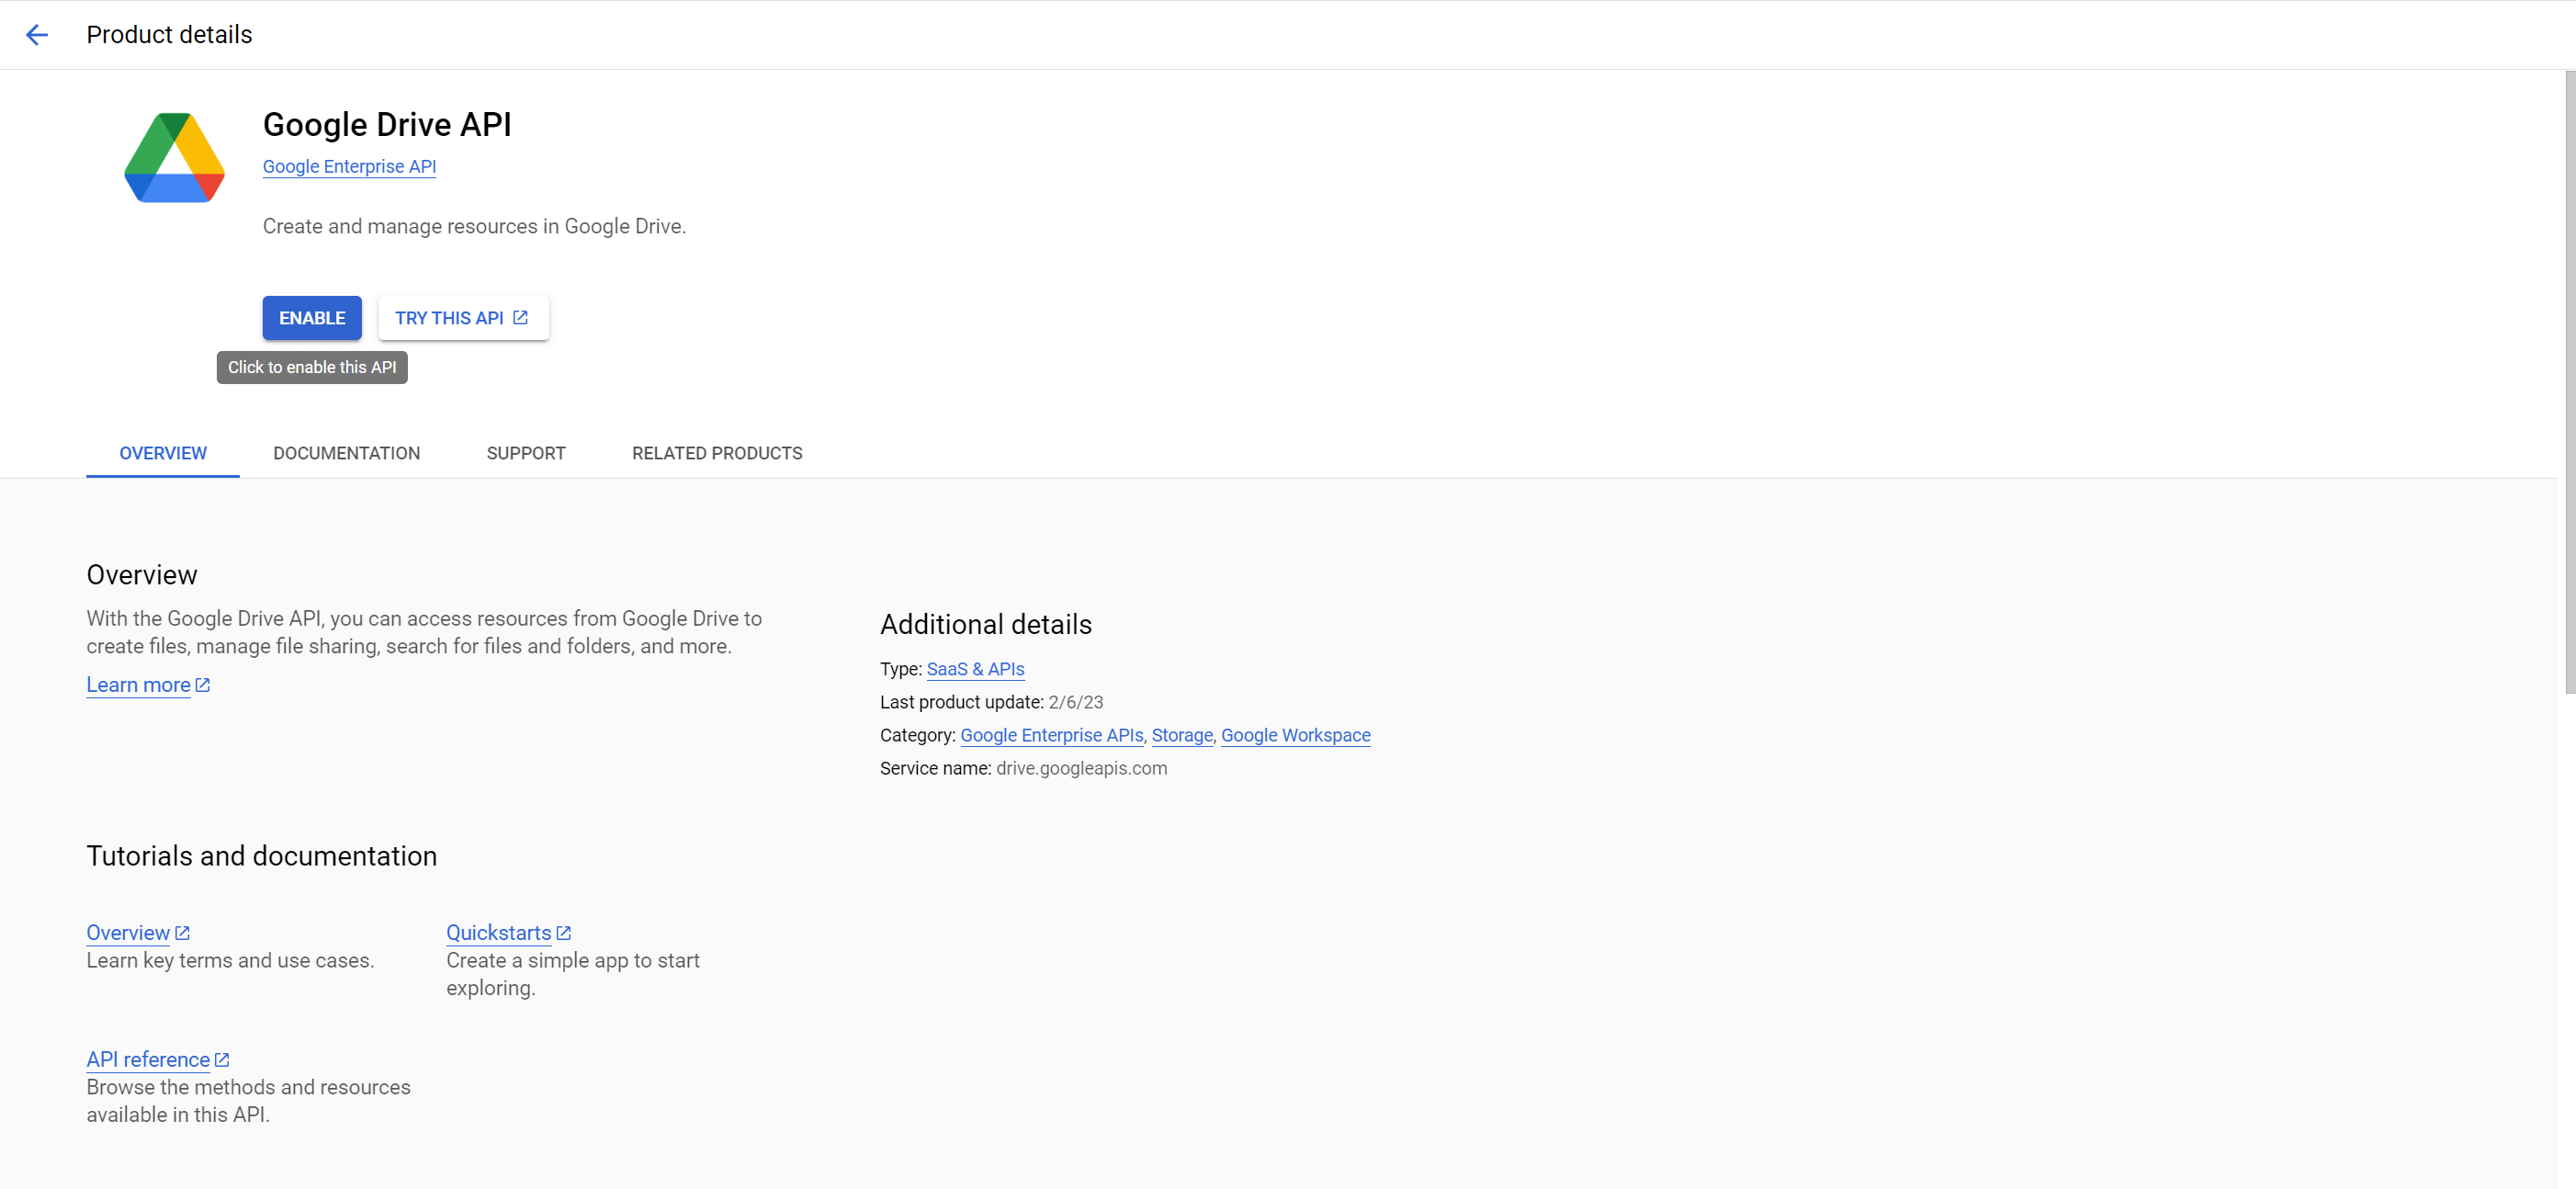 Product details
Google Drive API
Google Enterprise API
Create and manage resources in Google Drive.
ENABLE
TRY THIS API
Click to enable this API
OVERVIEW
DOCUMENTATION
SUPPORT
RELATED PRODUCTS
Overview
With the Google Drive API, you can access resources from Google Drive to
create files, manage file sharing, search for files and folders, and more.
Learn more
Additional details
Type: SaaS & APIs
Last product update: 2/6/23
Category: Google Enterprise APIs, Storage, Google Workspace
Service name: drive.googleapis.com
Tutorials and documentation
Overview
Learn key terms and use cases.
Quickstarts
Create a simple app to start
exploring.
API reference
Browse the methods and resources
available in this API.